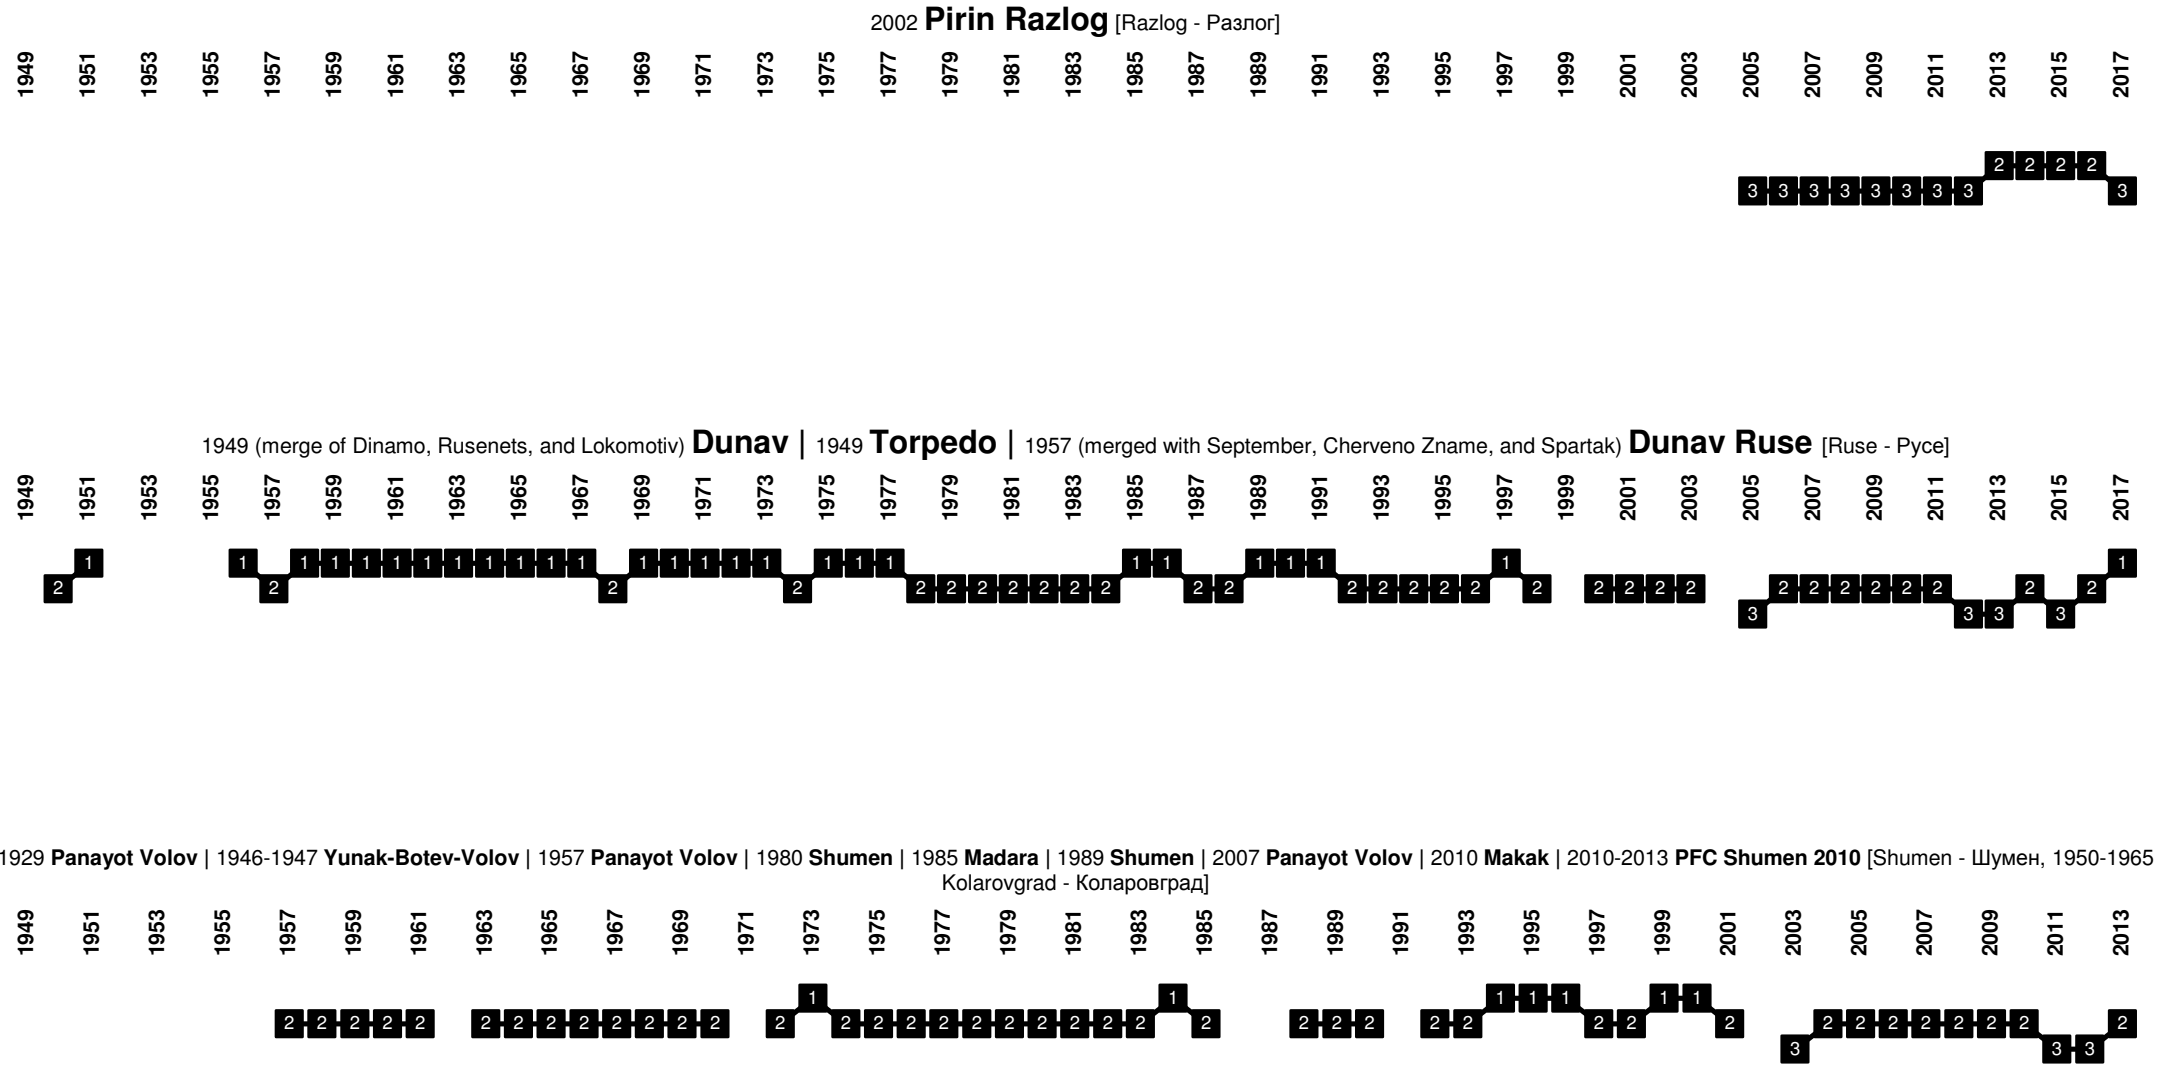 2002 Pirin Razlog [Razlog - Разлог]
1949 1951 1953 1955 1957 1959 1961 1963 1965 1967 1969 1971 1973 1975 1977 1979 1981 1983 1985 1987 1989 1991 1993 1995 1997 1999 2001 2003 2005 2007 2009 2011 2013 2015 2017
2 2 2 2
3 3 3 3 3 3 3 3 3
1949 (merge of Dinamo, Rusenets, and Lokomotiv) Dunav | 1949 Torpedo | 1957 (merged with September, Cherveno Zname, and Spartak) Dunav Ruse [Ruse - Русе]
1949 1951 1953 1955 1957 1959 1961 1963 1965 1967 1969 1971 1973 1975 1977 1979 1981 1983 1985 1987 1989 1991 1993 1995 1997 1999 2001 2003 2005 2007 2009 2011 2013 2015 2017
1 1 1 1 1 1 1 1 1 1 1 1 1 1 1 1 1 1 1 1 1 1 1 1 1 1 1
2 2 2 2 2 2 2 2 2 2 2 2 2 2 2 2 2 2 2 2 2 2 2 2 2 2 2 2 2 2 2
3 3 3 3
1929 Panayot Volov | 1946-1947 Yunak-Botev-Volov | 1957 Panayot Volov | 1980 Shumen | 1985 Madara | 1989 Shumen | 2007 Panayot Volov | 2010 Makak | 2010-2013 PFC Shumen 2010 [Shumen - Шумен, 1950-1965
Kolarovgrad - Коларовград]
1949 1951 1953 1955 1957 1959 1961 1963 1965 1967 1969 1971 1973 1975 1977 1979 1981 1983 1985 1987 1989 1991 1993 1995 1997 1999 2001 2003 2005 2007 2009 2011 2013
1 1 1 1 1 1 1
2 2 2 2 2 2 2 2 2 2 2 2 2 2 2 2 2 2 2 2 2 2 2 2 2 2 2 2 2 2 2 2 2 2 2 2 2 2 2 2 2
3 3 3